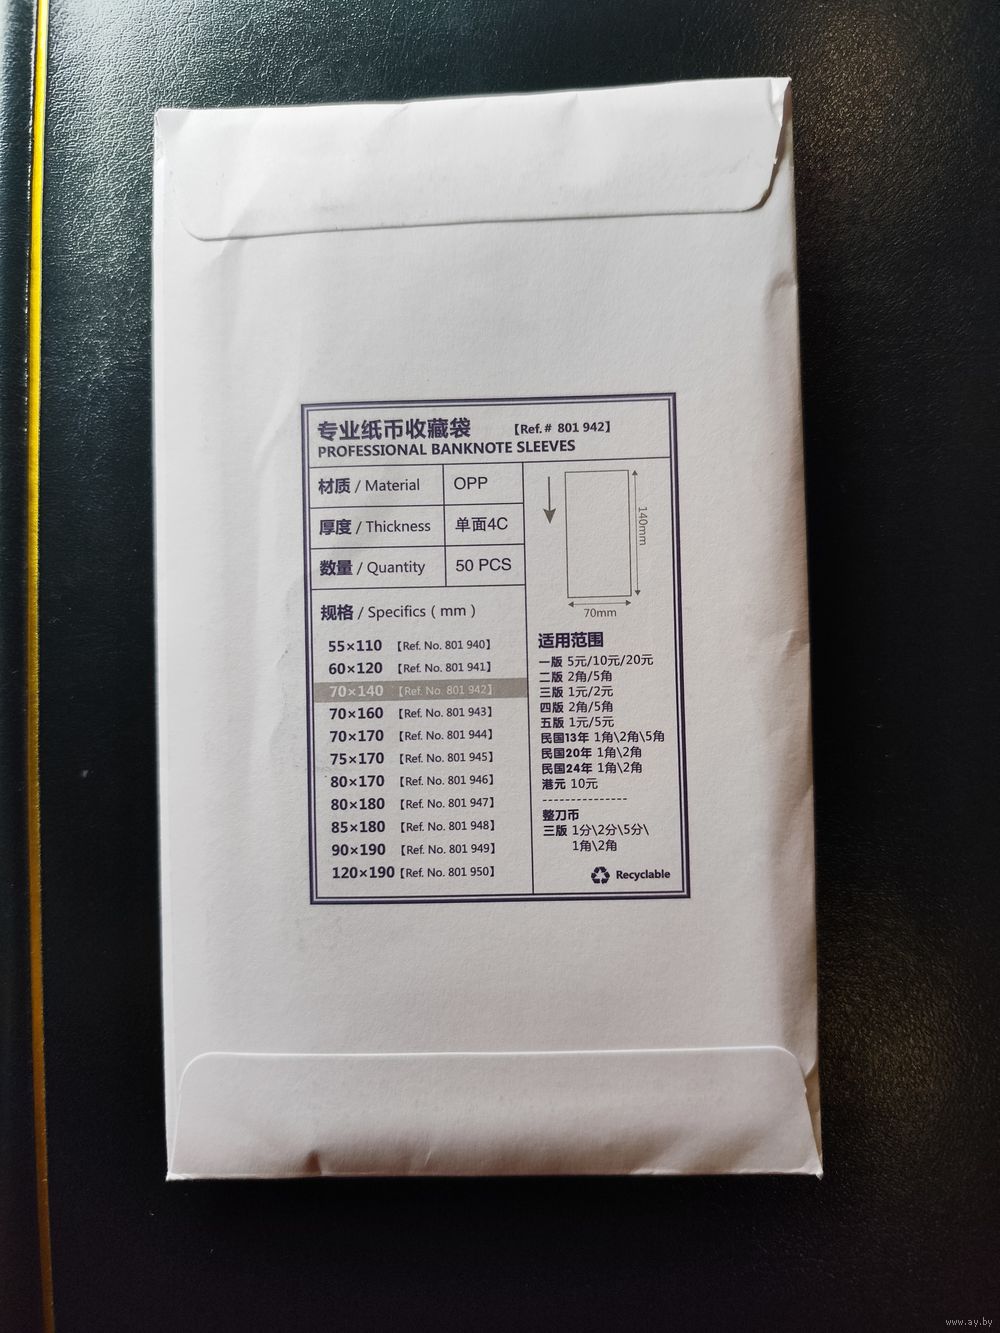 专业纸币收藏袋 【Ref.# 801 942】
PROFESSIONAL BANKNOTE SLEEVES
材质 / Material OPP
厚度 / Thickness 单面4C
数量 / Quantity 50 PCS
规格 / Specifics ( mm )
55×110 【Ref. No. 801 940】
60×120 【Ref. No. 801 941】
70×140 【Ref. No. 801 942】
70×160 【Ref. No. 801 943】
70×170 【Ref. No. 801 944】
75×170 【Ref. No. 801 945】
80×170 【Ref. No. 801 946】
80×180 【Ref. No. 801 947】
85×180 【Ref. No. 801 948】
90×190 【Ref. No. 801 949】
120×190 【Ref. No. 801 950】
140mm
70mm
适用范围
一版 5元/10元/20元
二版 2角/5角
三版 1元/2元
四版 2角/5角
五版 1元/5元
民国13年 1角\2角\5角
民国20年 1角\2角
民国24年 1角\2角
港元 10元
---------------
整刀币
三版 1分\2分\5分\
1角\2角
Recyclable
www.ay.by